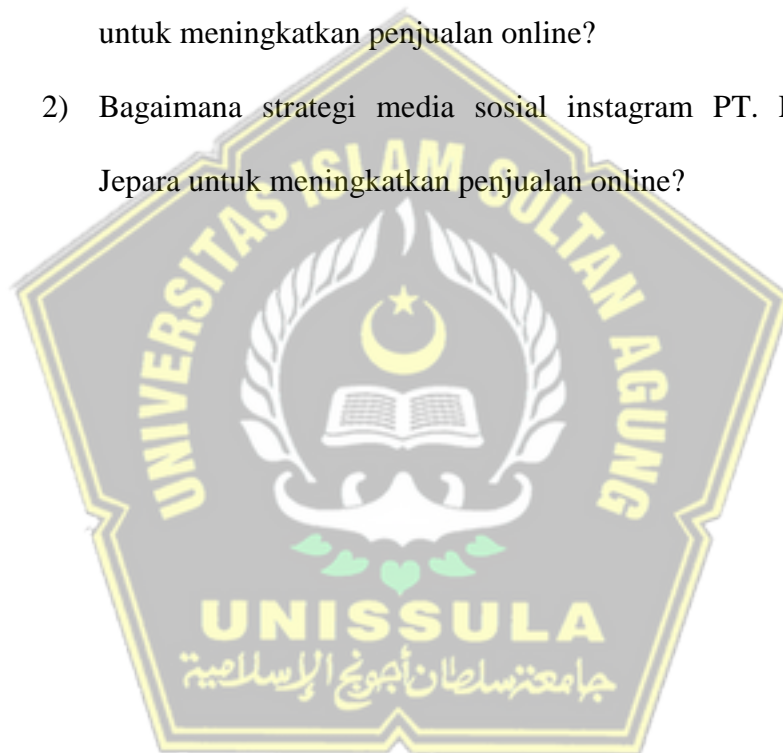 untuk meningkatkan penjualan online?
2) Bagaimana strategi media sosial instagram PT.
Jepara untuk meningkatkan penjualan online?
UNIVERSITAS ISLAM SULTAN AGUNG
UNISSULA
جامعة سلطان أجونج الإسلامية